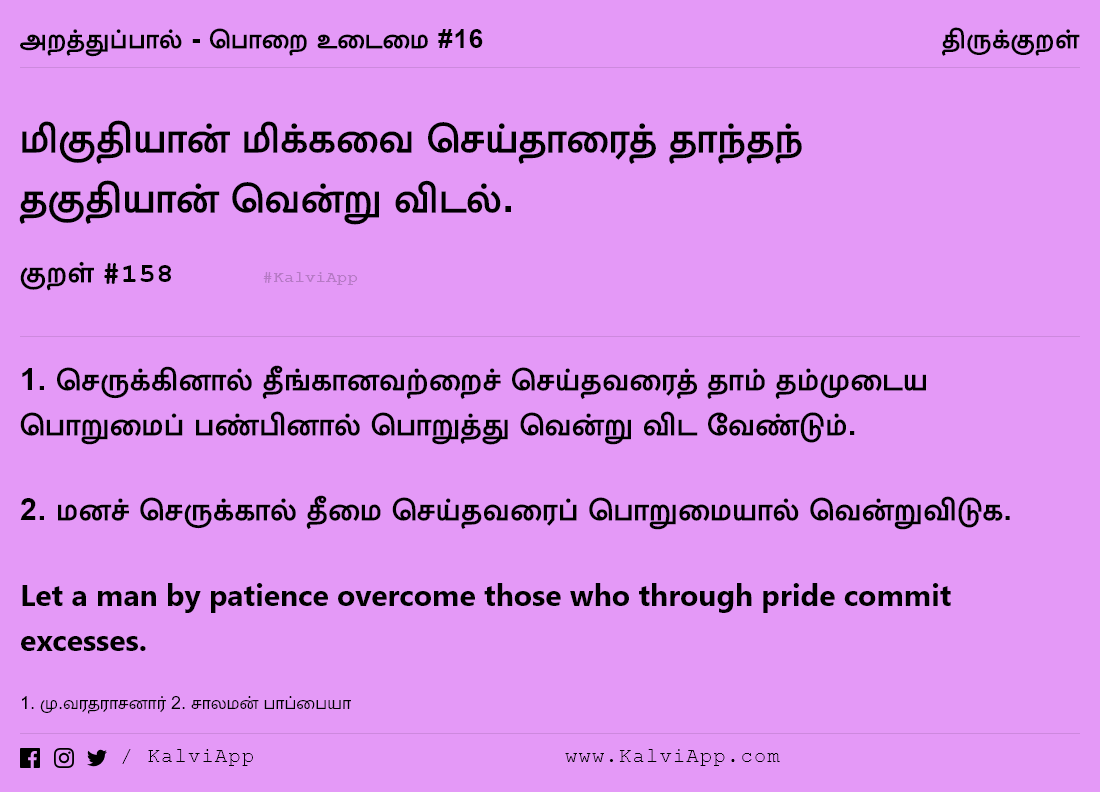 அறத்துப்பால் - பொறை உடைமை #16
திருக்குறள்
மிகுதியான் மிக்கவை செய்தாரைத் தாந்தந்
தகுதியான் வென்று விடல்.
குறள் #158
#KalviApp
1. செருக்கினால் தீங்கானவற்றைச் செய்தவரைத் தாம் தம்முடைய
பொறுமைப் பண்பினால் பொறுத்து வென்று விட வேண்டும்.
2. மனச் செருக்கால் தீமை செய்தவரைப் பொறுமையால் வென்றுவிடுக.
Let a man by patience overcome those who through pride commit
excesses.
1. மு.வரதராசனார் 2. சாலமன் பாப்பையா
/ KalviApp
www.KalviApp.com